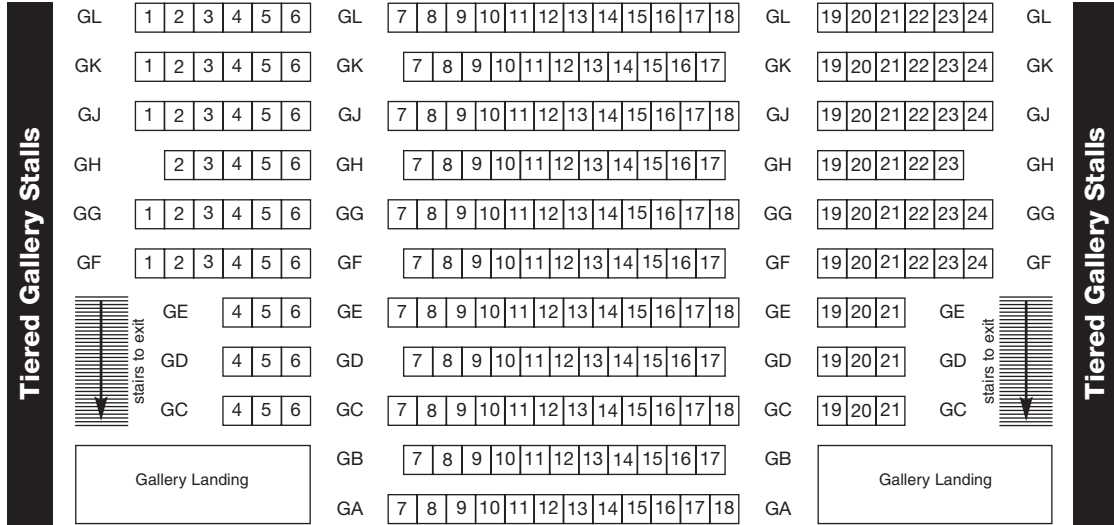 Tiered Gallery Stalls
GL 1 2 3 4 5 6 GL 7 8 9 10 11 12 13 14 15 16 17 18 GL 19 20 21 22 23 24 GL
GK 1 2 3 4 5 6 GK 7 8 9 10 11 12 13 14 15 16 17 GK 19 20 21 22 23 24 GK
GJ 1 2 3 4 5 6 GJ 7 8 9 10 11 12 13 14 15 16 17 18 GJ 19 20 21 22 23 24 GJ
GH 2 3 4 5 6 GH 7 8 9 10 11 12 13 14 15 16 17 GH 19 20 21 22 23 GH
GG 1 2 3 4 5 6 GG 7 8 9 10 11 12 13 14 15 16 17 18 GG 19 20 21 22 23 24 GG
GF 1 2 3 4 5 6 GF 7 8 9 10 11 12 13 14 15 16 17 GF 19 20 21 22 23 24 GF
GE 4 5 6 GE 7 8 9 10 11 12 13 14 15 16 17 18 GE 19 20 21 GE
GD 4 5 6 GD 7 8 9 10 11 12 13 14 15 16 17 GD 19 20 21 GD
GC 4 5 6 GC 7 8 9 10 11 12 13 14 15 16 17 18 GC 19 20 21 GC
stairs to exit
stairs to exit
GB 7 8 9 10 11 12 13 14 15 16 17 GB
Gallery Landing
Gallery Landing
GA 7 8 9 10 11 12 13 14 15 16 17 18 GA
Tiered Gallery Stalls